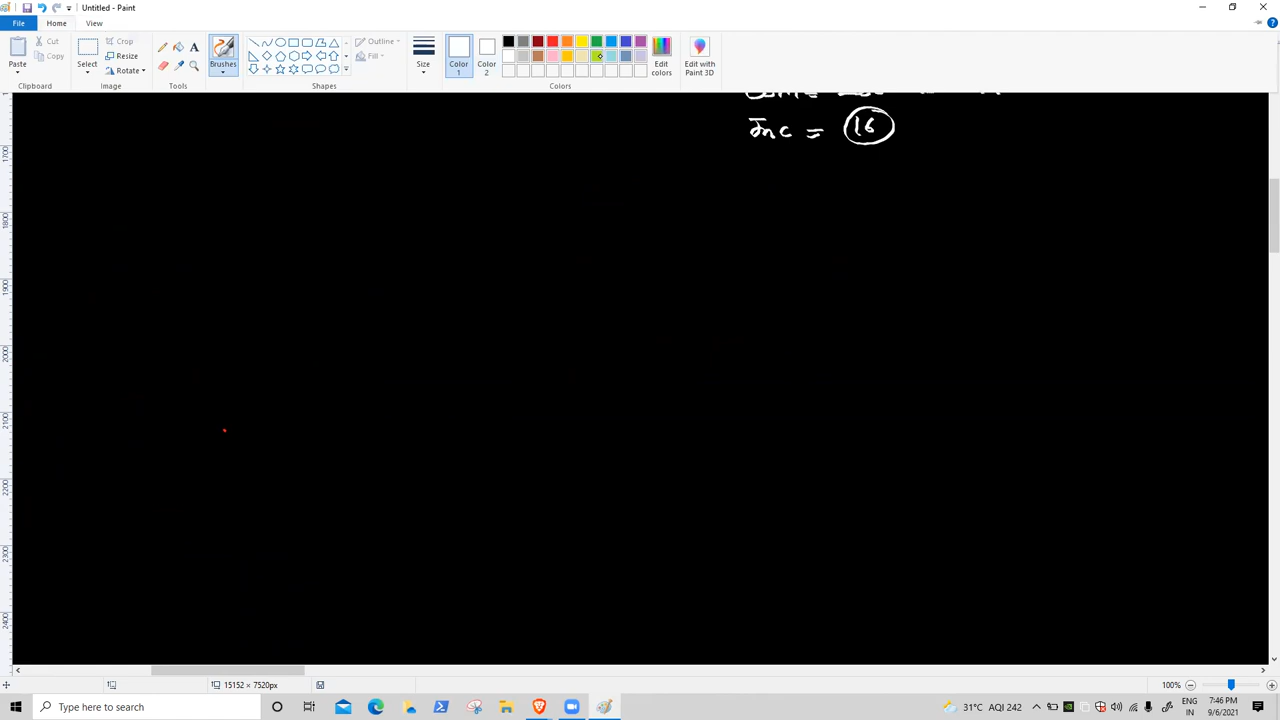 Untitled - Paint
File Home View
Paste
Cut
Copy
Clipboard
Select
Crop
Resize
Rotate
Image
Tools
Brushes
Outline
Fill
Shapes
Size
Color
1
Color
2
Edit
colors
Colors
Edit with
Paint 3D
Inc = 16
1700
1800
1900
2000
2100
2200
2300
2400
15152 × 7520px
100%
Type here to search
31°C AQI 242
ENG
IN
7:46 PM
9/6/2021